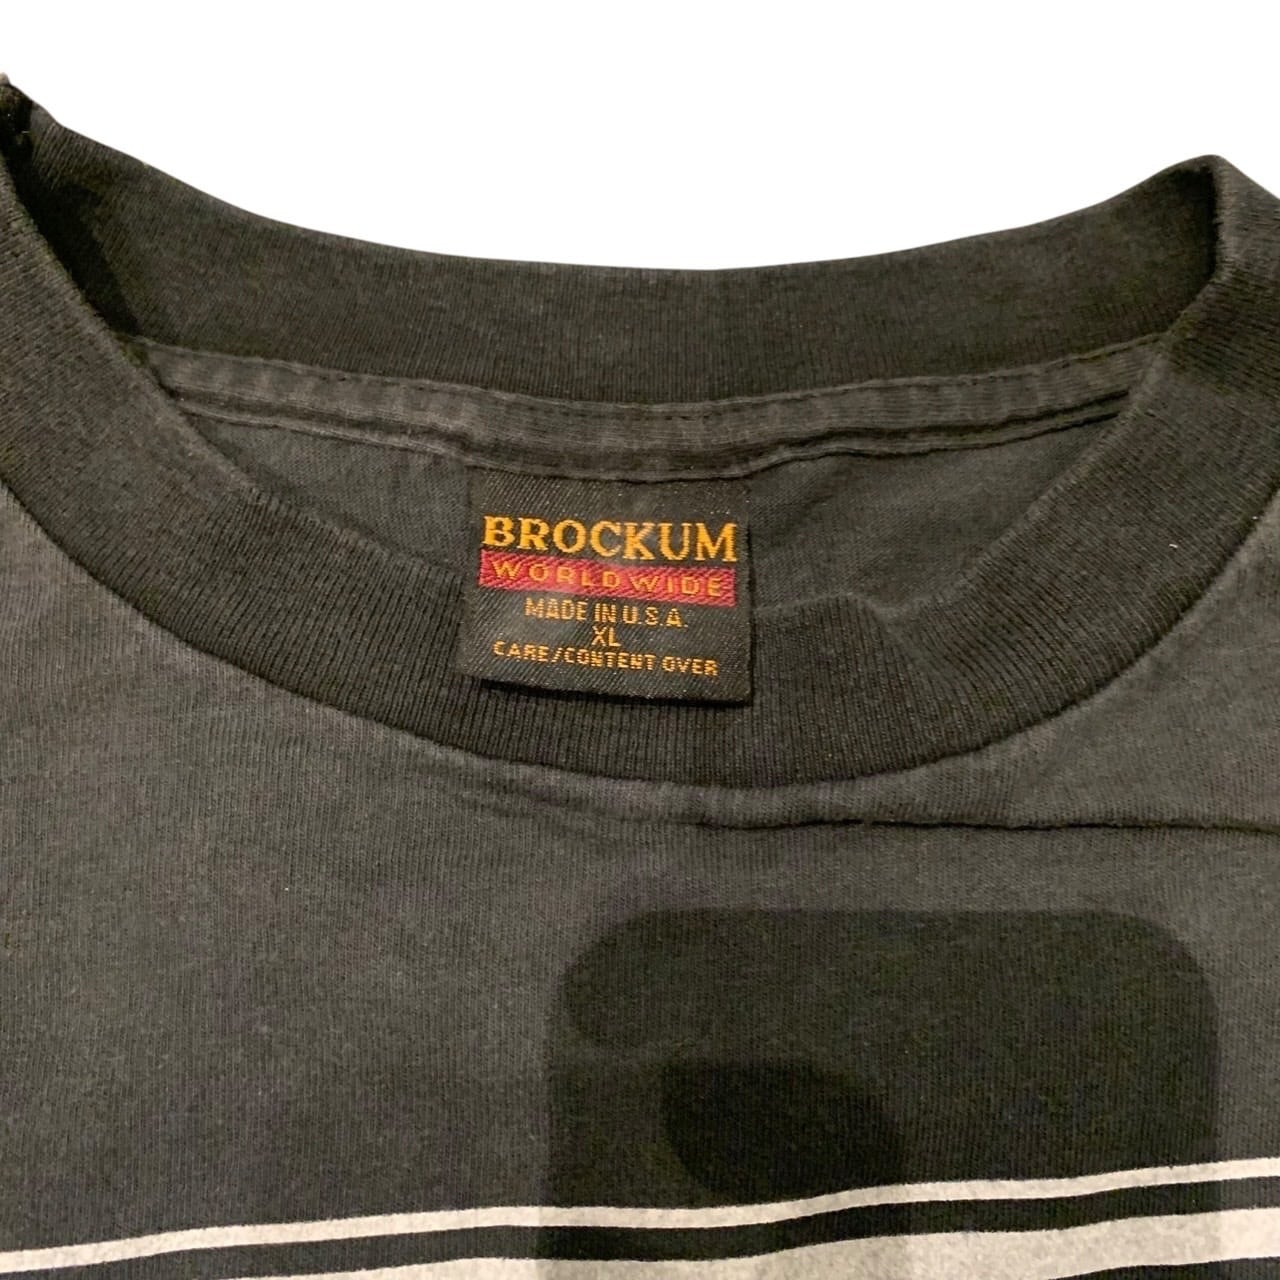 BROCKUM
WORLDWIDE
MADE IN U.S.A.
XL
CARE/CONTENT OVER